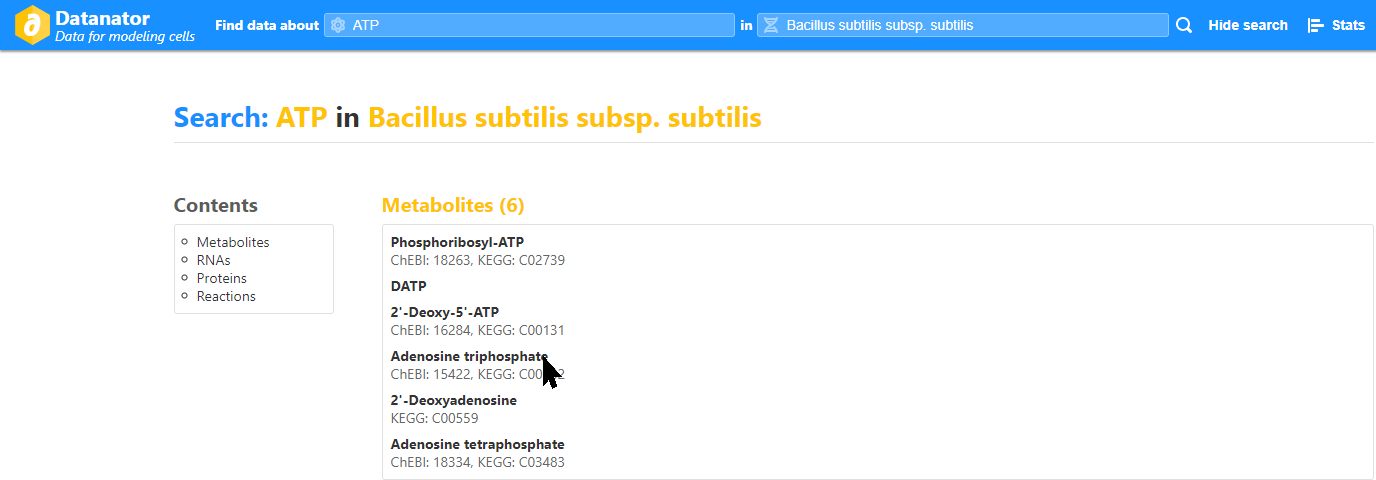 Datanator
Data for modeling cells
Find data about ATP in Bacillus subtilis subsp. subtilis Hide search Stats
Search: ATP in Bacillus subtilis subsp. subtilis
Contents
Metabolites
RNAs
Proteins
Reactions
Metabolites (6)
Phosphoribosyl-ATP
ChEBI: 18263, KEGG: C02739
DATP
2'-Deoxy-5'-ATP
ChEBI: 16284, KEGG: C00131
Adenosine triphosphate
ChEBI: 15422, KEGG:
2'-Deoxyadenosine
KEGG: C00559
Adenosine tetraphosphate
ChEBI: 18334, KEGG: C03483